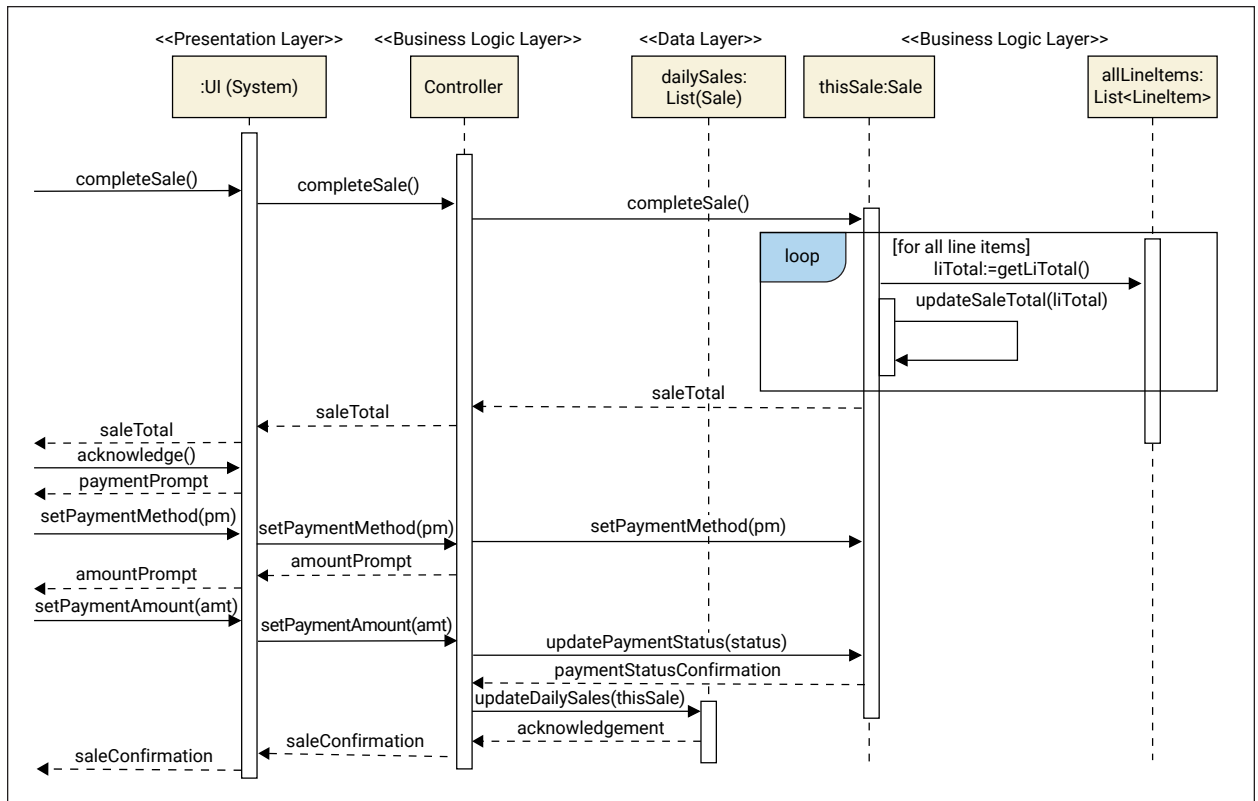 <<Presentation Layer>>
<<Business Logic Layer>>
<<Data Layer>>
<<Business Logic Layer>>
:UI (System)
Controller
dailySales:
List(Sale)
thisSale:Sale
allLineItems:
List<LineItem>
completeSale()
completeSale()
completeSale()
loop
[for all line items]
liTotal:=getLiTotal()
updateSaleTotal(liTotal)
saleTotal
saleTotal
saleTotal
acknowledge()
paymentPrompt
setPaymentMethod(pm)
setPaymentMethod(pm)
setPaymentMethod(pm)
amountPrompt
amountPrompt
setPaymentAmount(amt)
setPaymentAmount(amt)
updatePaymentStatus(status)
paymentStatusConfirmation
updateDailySales(thisSale)
acknowledgement
saleConfirmation
saleConfirmation